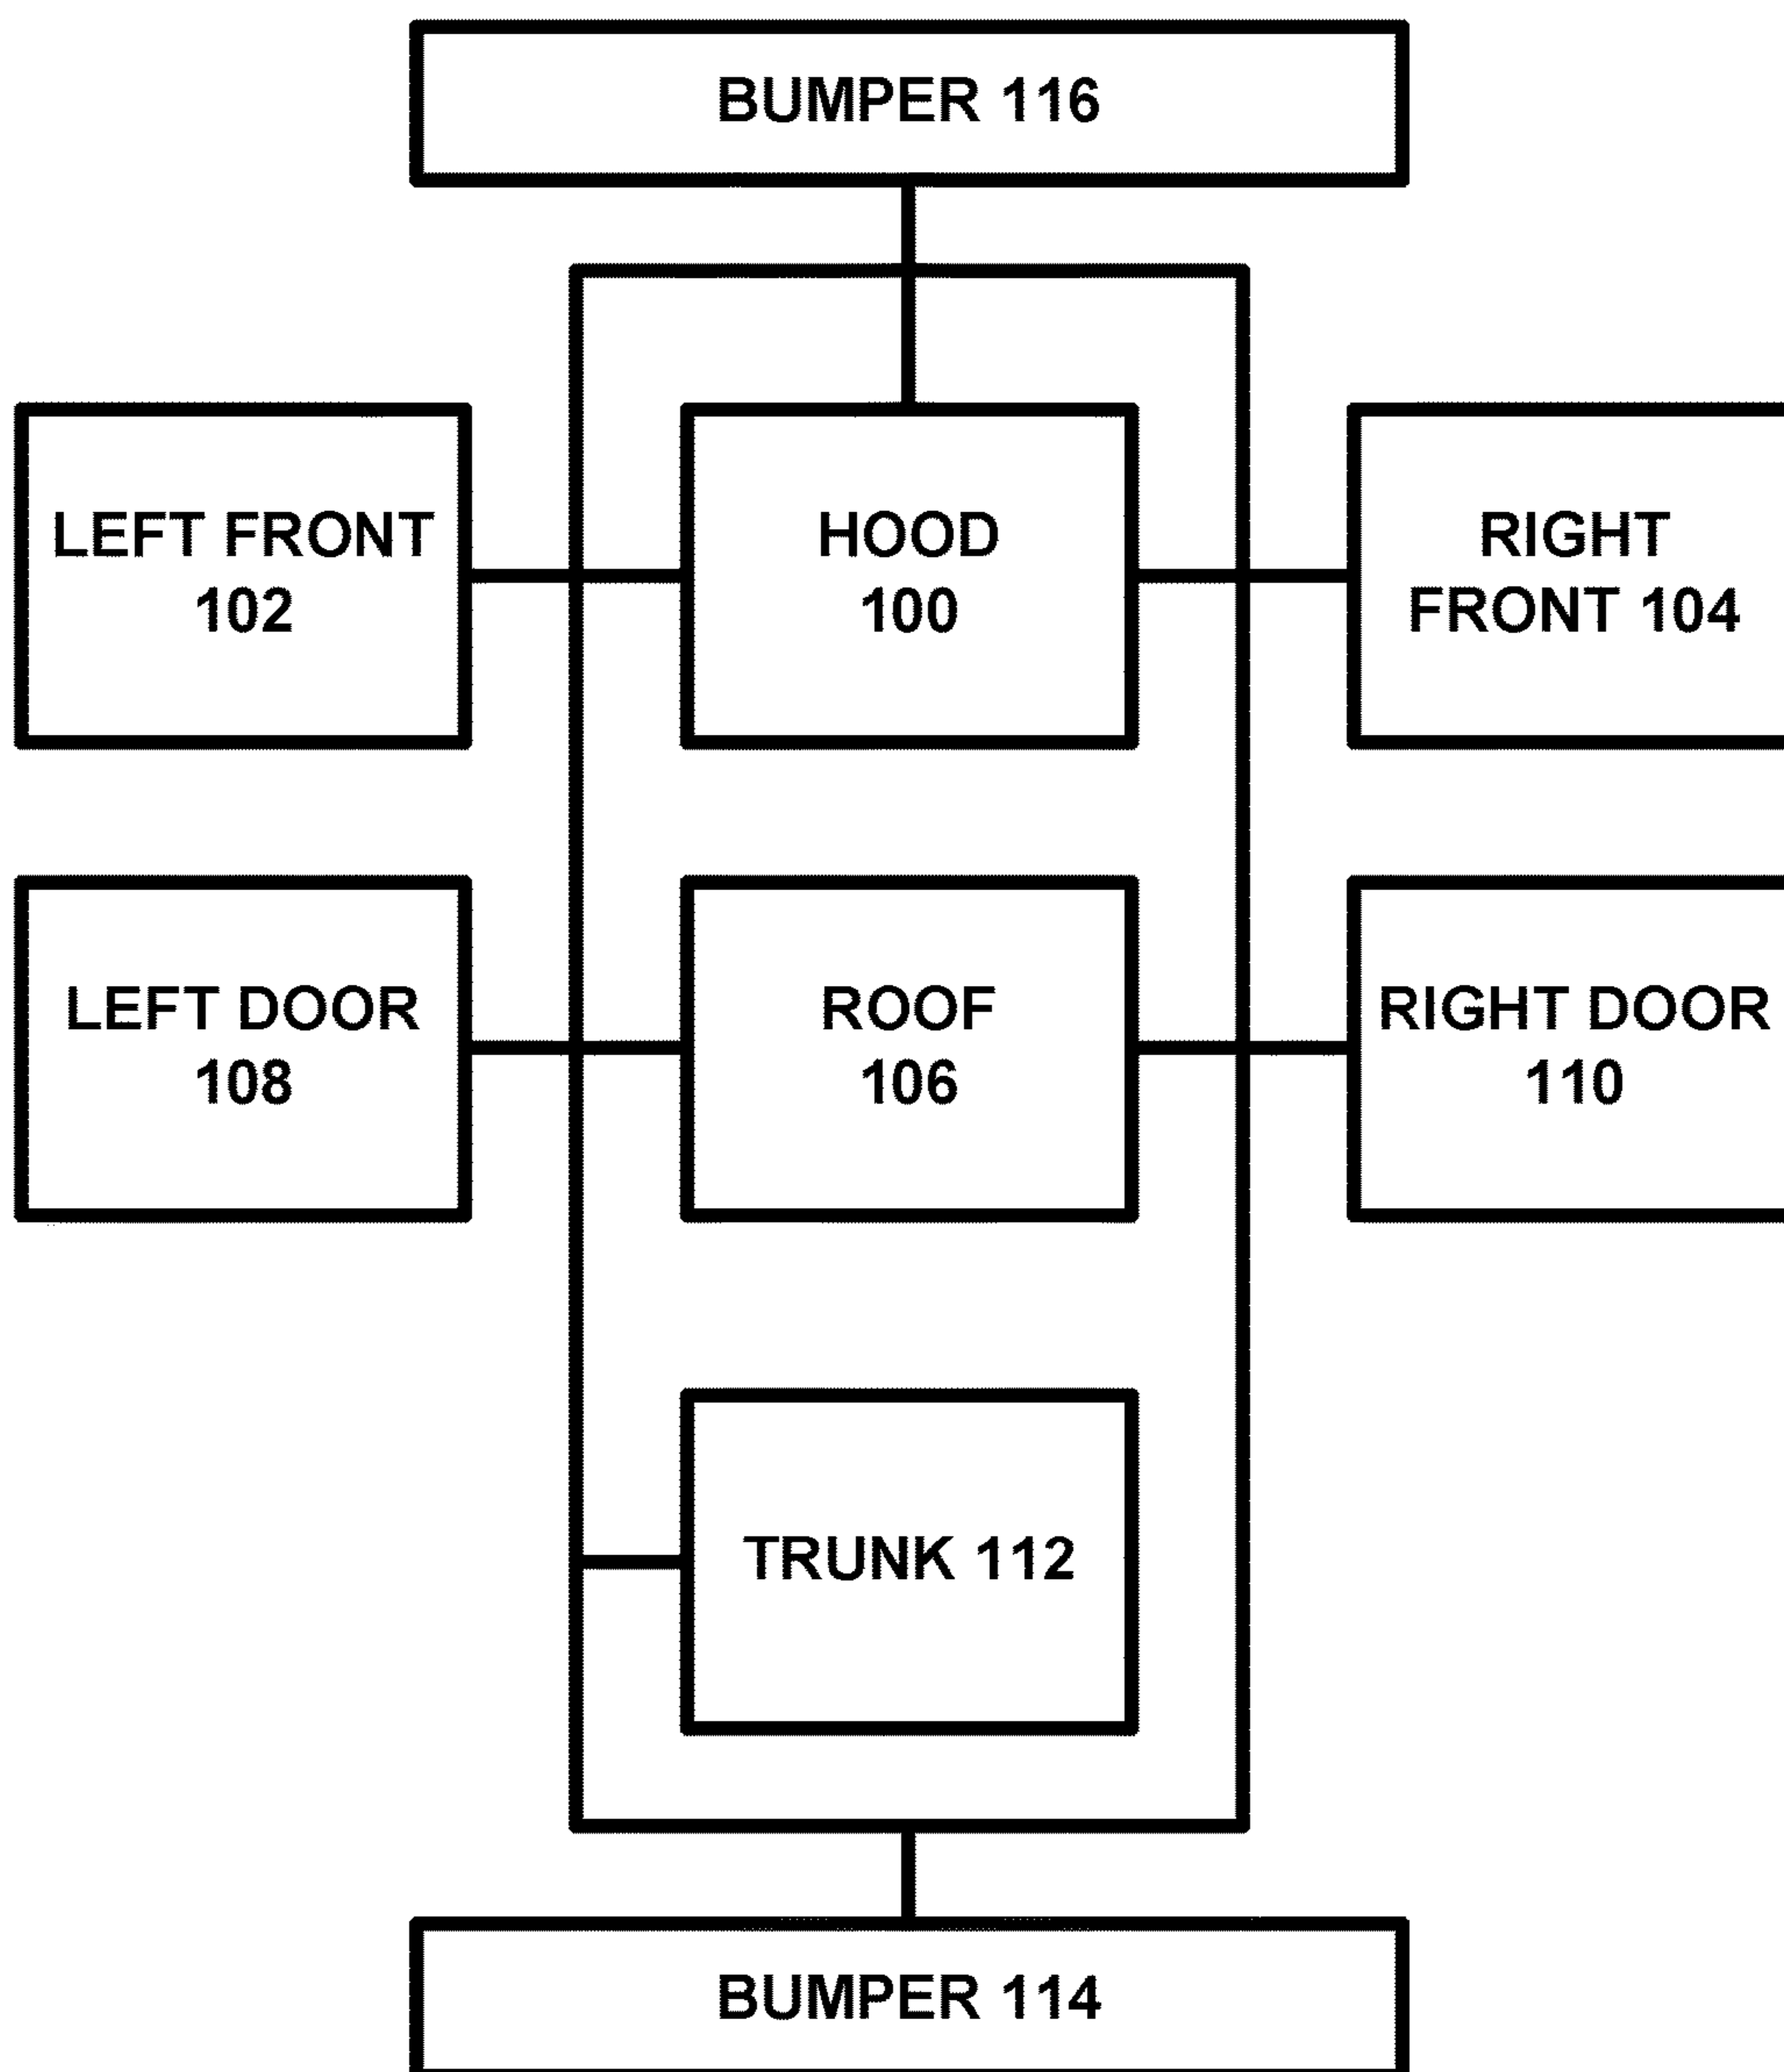 BUMPER 116
LEFT FRONT
102
HOOD
100
RIGHT
FRONT 104
LEFT DOOR
108
ROOF
106
RIGHT DOOR
110
TRUNK 112
BUMPER 114